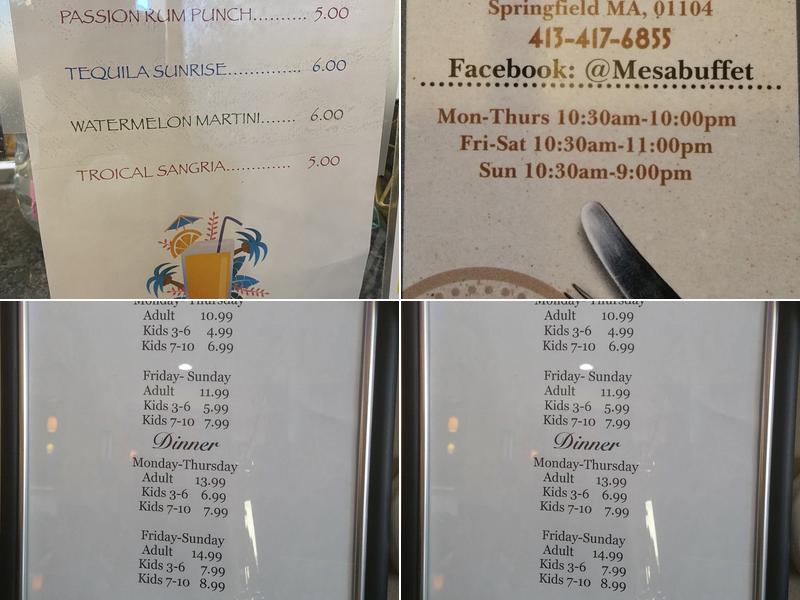 PASSION RUM PUNCH.......... 5.00
TEQUILA SUNRISE............. 6.00
WATERMELON MARTINI....... 6.00
TROICAL SANGRIA............ 5.00
Springfield MA, 01104
413-417-6855
Facebook: @Mesabuffet
Mon-Thurs 10:30am-10:00pm
Fri-Sat 10:30am-11:00pm
Sun 10:30am-9:00pm
Monday-Thursday
Adult 10.99
Kids 3-6 4.99
Kids 7-10 6.99
Friday- Sunday
Adult 11.99
Kids 3-6 5.99
Kids 7-10 7.99
Dinner
Monday-Thursday
Adult 13.99
Kids 3-6 6.99
Kids 7-10 7.99
Friday-Sunday
Adult 14.99
Kids 3-6 7.99
Kids 7-10 8.99
Monday-Thursday
Adult 10.99
Kids 3-6 4.99
Kids 7-10 6.99
Friday- Sunday
Adult 11.99
Kids 3-6 5.99
Kids 7-10 7.99
Dinner
Monday-Thursday
Adult 13.99
Kids 3-6 6.99
Kids 7-10 7.99
Friday-Sunday
Adult 14.99
Kids 3-6 7.99
Kids 7-10 8.99